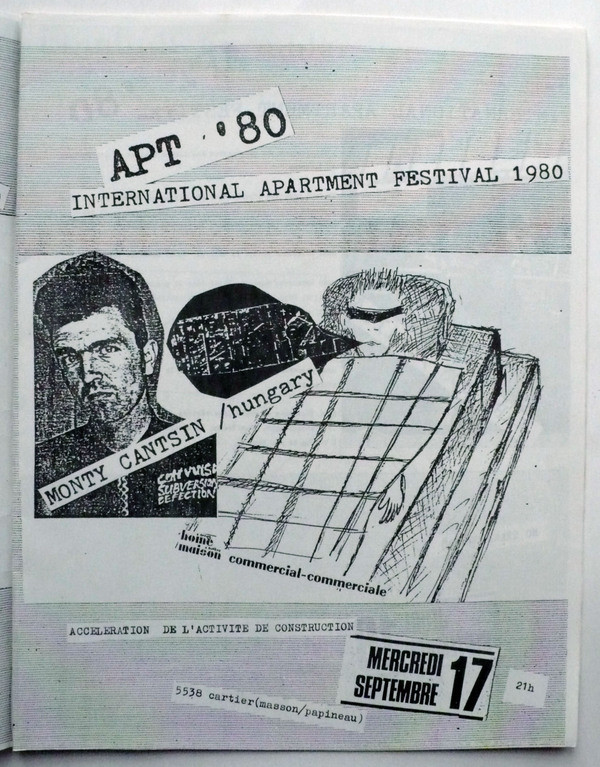 APT '80
INTERNATIONAL APARTMENT FESTIVAL 1980
MONTY CANTSIN /hungary
SUBVERSION
DEFECTION
home
maison commercial-commerciale
ACCELERATION DE L'ACTIVITE DE CONSTRUCTION
MERCREDI 17
SEPTEMBRE
21h
5538 cartier(masson/papineau)